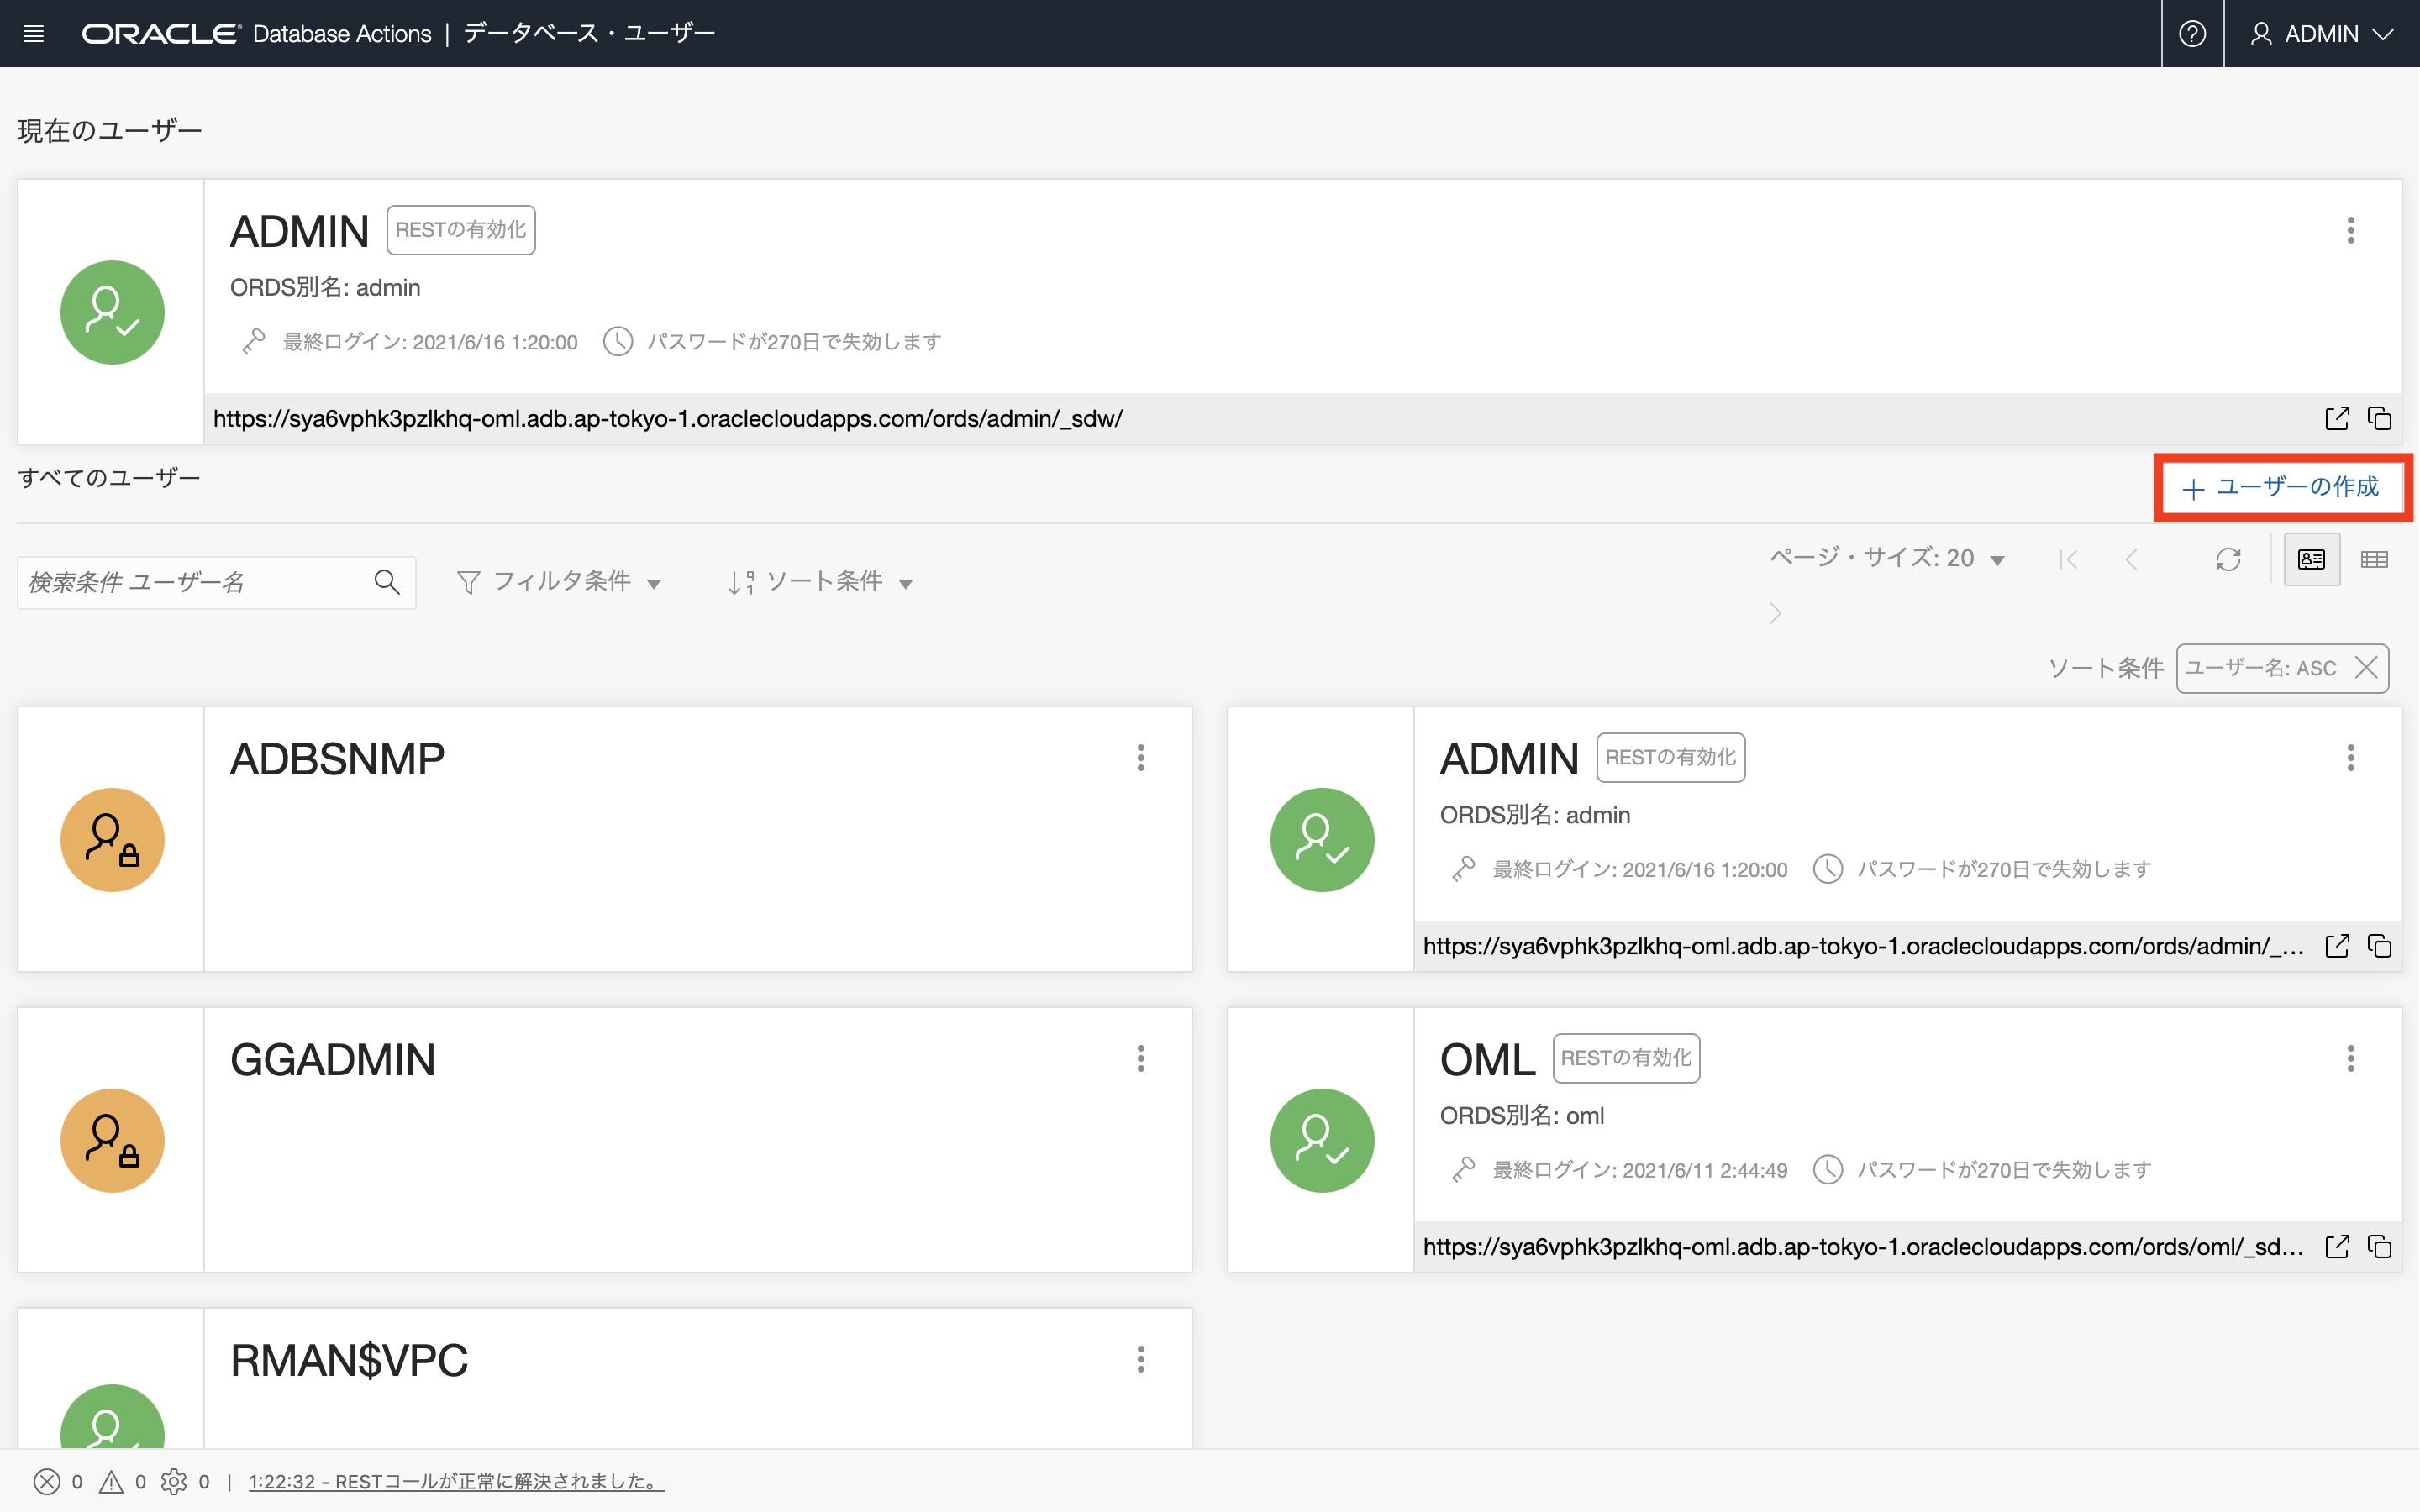 ORACLE Database Actions | データベース・ユーザー
ADMIN
現在のユーザー
ADMIN RESTの有効化
ORDS別名: admin
最終ログイン: 2021/6/16 1:20:00 パスワードが270日で失効します
https://sya6vphk3pzlkhq-oml.adb.ap-tokyo-1.oraclecloudapps.com/ords/admin/_sdw/
すべてのユーザー
ユーザーの作成
検索条件 ユーザー名
フィルタ条件
ソート条件
ページ・サイズ: 20
ソート条件 ユーザー名: ASC
ADBSNMP
ADMIN RESTの有効化
ORDS別名: admin
最終ログイン: 2021/6/16 1:20:00 パスワードが270日で失効します
https://sya6vphk3pzlkhq-oml.adb.ap-tokyo-1.oraclecloudapps.com/ords/admin/_...
GGADMIN
OML RESTの有効化
ORDS別名: oml
最終ログイン: 2021/6/11 2:44:49 パスワードが270日で失効します
https://sya6vphk3pzlkhq-oml.adb.ap-tokyo-1.oraclecloudapps.com/ords/oml/_sd...
RMAN$VPC
0 0 0 | 1:22:32 - RESTコールが正常に解決されました。